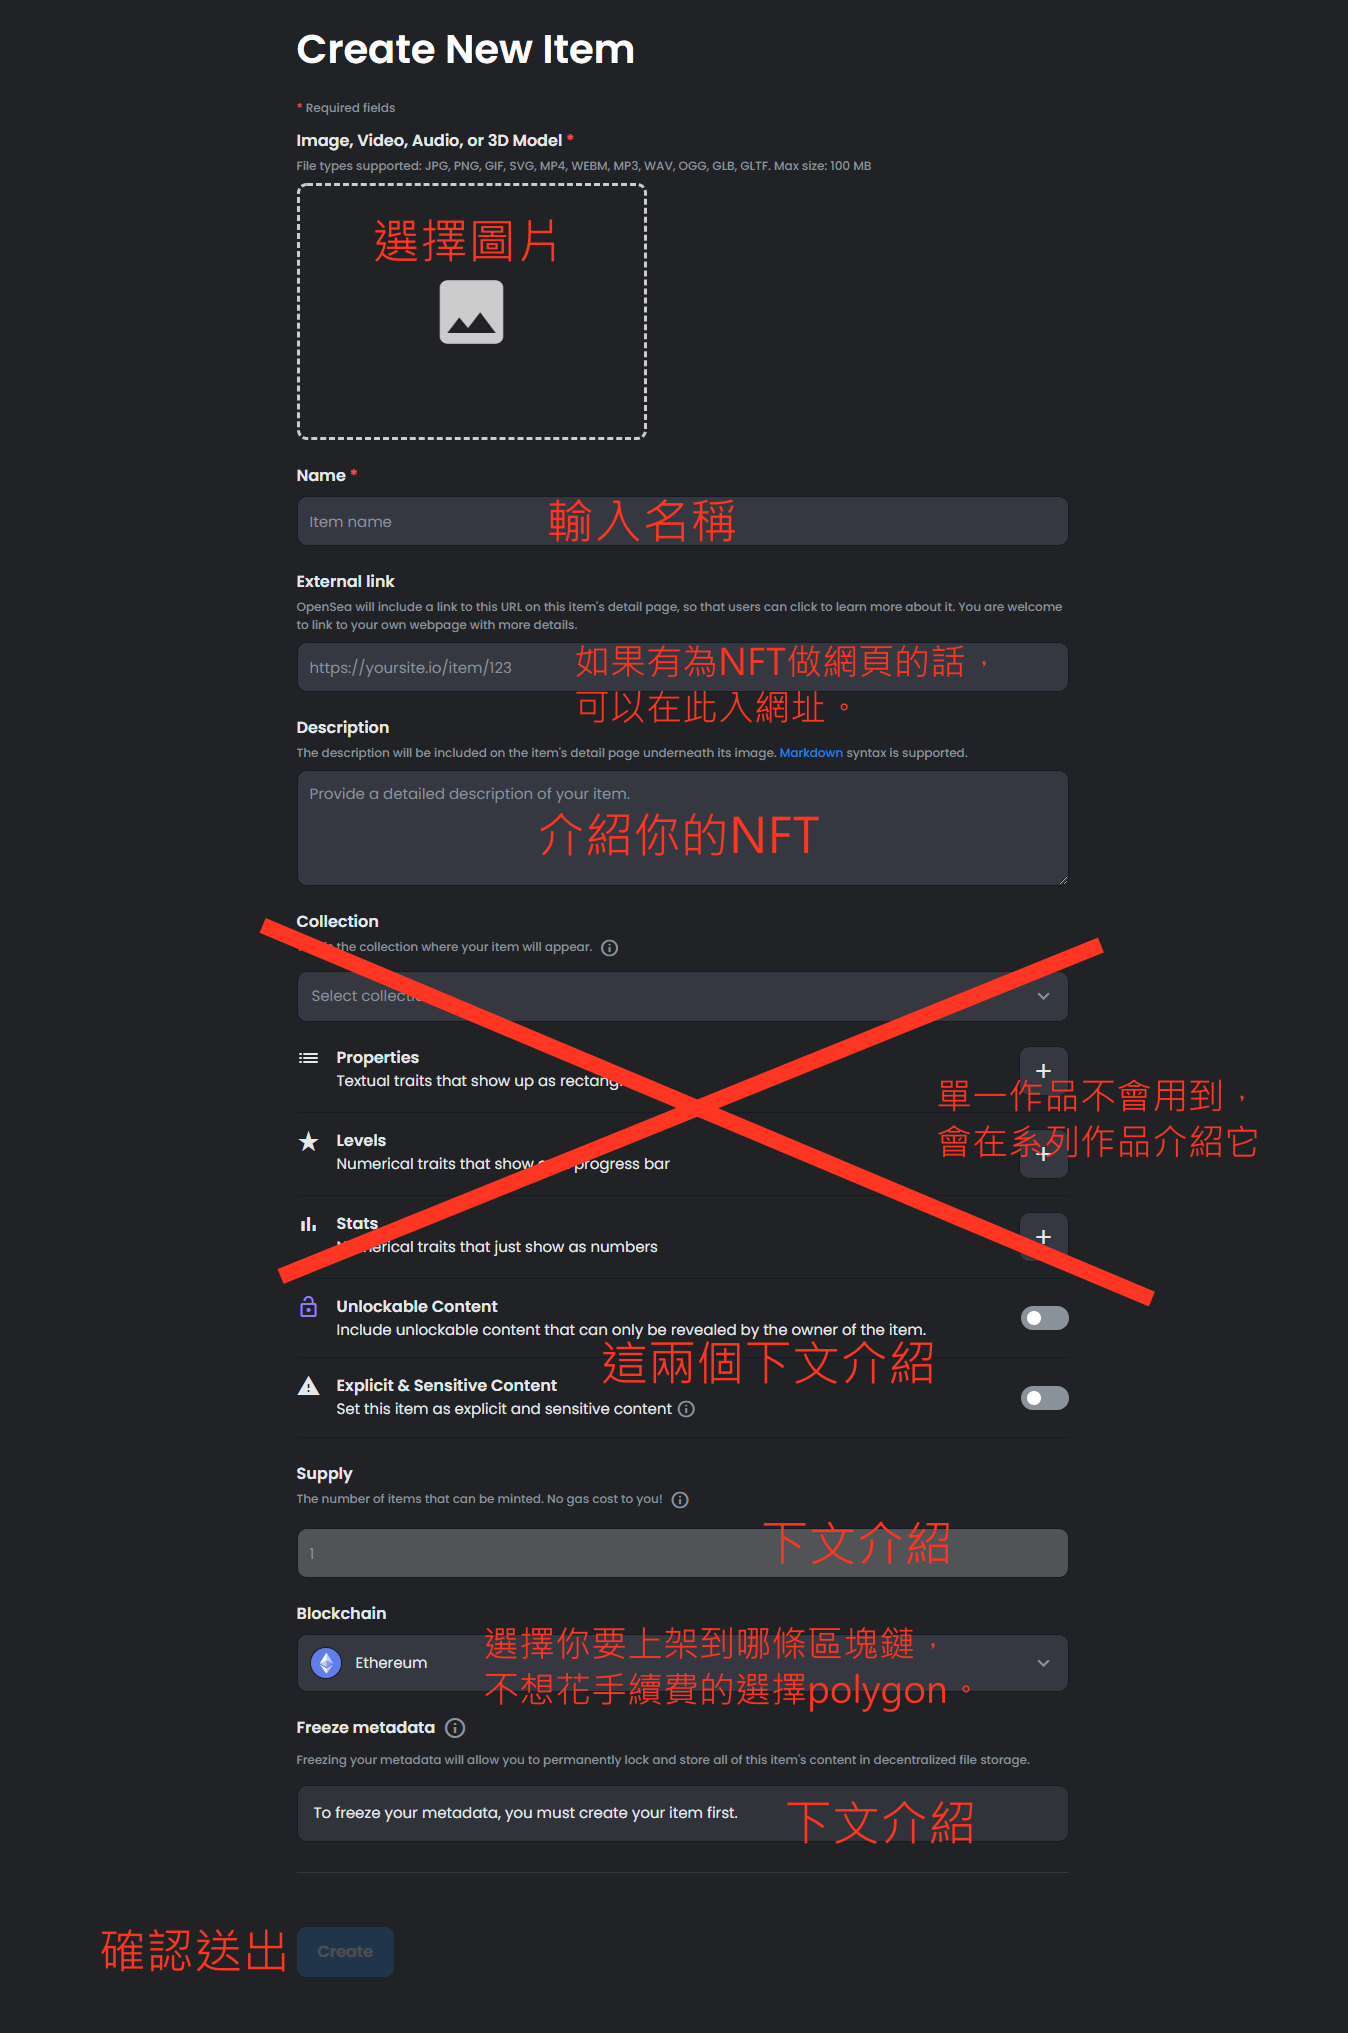 Create New Item
* Required fields
Image, Video, Audio, or 3D Model *
File types supported: JPG, PNG, GIF, SVG, MP4, WEBM, MP3, WAV, OGG, GLB, GLTF. Max size: 100 MB
選擇圖片
Name *
Item name
輸入名稱
External link
OpenSea will include a link to this URL on this item's detail page, so that users can click to learn more about it. You are welcome
to link to your own webpage with more details.
https://yoursite.io/item/123
如果有為NFT做網頁的話，
可以在此入網址。
Description
The description will be included on the item's detail page underneath its image. Markdown syntax is supported.
Provide a detailed description of your item.
介紹你的NFT
Collection
the collection where your item will appear.
Select
Properties
Textual traits that show up as
單一作品不會用到，
會在系列作品介紹它
Levels
Numerical traits that show progress bar
Stats
traits that just show as numbers
Unlockable Content
Include unlockable content that can only be revealed by the owner of the item.
這兩個下文介紹
Explicit & Sensitive Content
Set this item as explicit and sensitive content
Supply
The number of items that can be minted. No gas cost to you!
1
下文介紹
Blockchain
Ethereum
選擇你要上架到哪條區塊鏈，
不想花手續費的選擇polygon。
Freeze metadata
Freezing your metadata will allow you to permanently lock and store all of this item's content in decentralized file storage.
To freeze your metadata, you must create your item first.
下文介紹
確認送出
Create